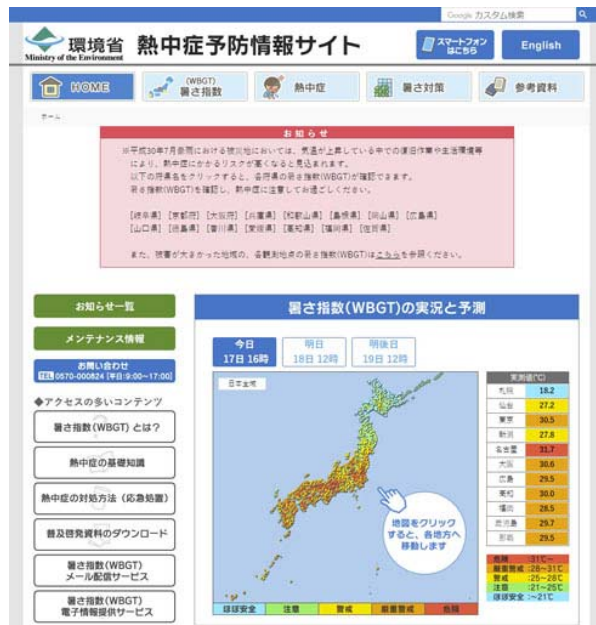 Google カスタム検索
環境省
Ministry of the Environment
熱中症予防情報サイト
スマートフォン
はこちら
English
HOME
(WBGT)
暑さ指数
熱中症
暑さ対策
参考資料
ホーム
お知らせ
※平成30年7月豪雨における被災地においては、気温が上昇している中での復旧作業や生活環境等
により、熱中症にかかるリスクが高くなると見込まれます。
以下の府県名をクリックすると、各府県の暑さ指数(WBGT)が確認できます。
暑さ指数(WBGT)を確認し、熱中症に注意してお過ごしください。
[岐阜県] [京都府] [大阪府] [兵庫県] [和歌山県] [島根県] [岡山県] [広島県]
[山口県] [徳島県] [香川県] [愛媛県] [高知県] [福岡県] [佐賀県]
また、被害が大きかった地域の、各観測地点の暑さ指数(WBGT)はこちらを参照ください。
お知らせ一覧
メンテナンス情報
お問い合わせ
TEL 0570-000824 [平日:9:00~17:00]
◆アクセスの多いコンテンツ
暑さ指数(WBGT) とは?
熱中症の基礎知識
熱中症の対処方法 (応急処置)
普及啓発資料のダウンロード
暑さ指数(WBGT)
メール配信サービス
暑さ指数(WBGT)
電子情報提供サービス
暑さ指数(WBGT)の実況と予測
今日
17日 16時
明日
18日 12時
明後日
19日 12時
日本全域
地図をクリック
すると、各地方へ
移動します
ほぼ安全 注意 警戒 厳重警戒 危険
実測値(℃)
札幌 18.2
仙台 27.2
東京 30.5
新潟 27.8
名古屋 31.7
大阪 30.6
広島 29.5
高知 30.0
福岡 28.5
鹿児島 29.7
那覇 29.5
危険 :31℃~
厳重警戒 :28~31℃
警戒 :25~28℃
注意 :21~25℃
ほぼ安全 :~21℃